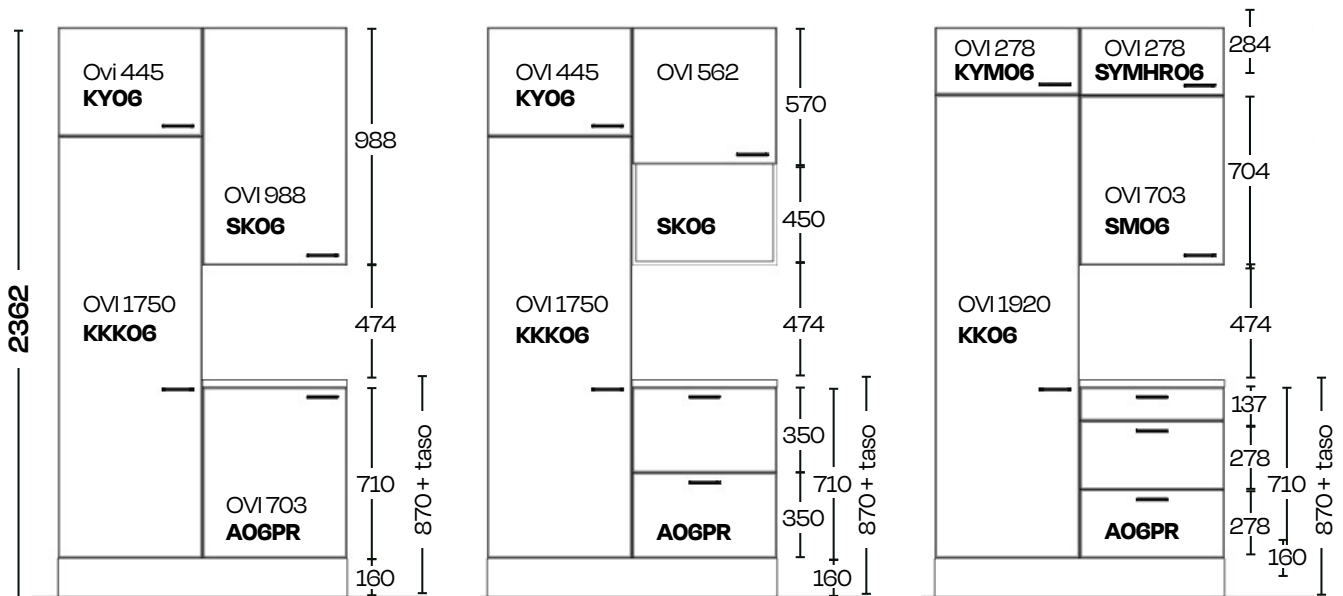 2362
Ovi 445
KY06
OVI 988
SK06
OVI 1750
KKK06
OVI 703
A06PR
988
474
710
160
870 + taso
OVI 445
KY06
OVI 562
SK06
OVI 1750
KKK06
A06PR
570
450
474
350
350
710
160
870 + taso
OVI 278
KYM06
OVI 278
SYMHR06
OVI 703
SM06
OVI 1920
KK06
A06PR
284
704
474
137
278
278
710
160
870 + taso